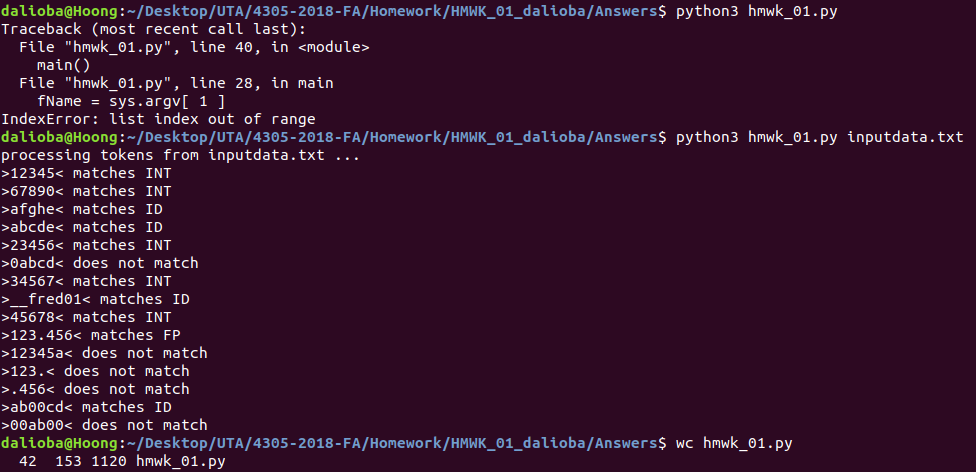 dalioba@Hoong:~/Desktop/UTA/4305-2018-FA/Homework/HMWK_01_dalioba/Answers$ python3 hmwk_01.py
Traceback (most recent call last):
  File "hmwk_01.py", line 40, in <module>
    main()
  File "hmwk_01.py", line 28, in main
    fName = sys.argv[ 1 ]
IndexError: list index out of range
dalioba@Hoong:~/Desktop/UTA/4305-2018-FA/Homework/HMWK_01_dalioba/Answers$ python3 hmwk_01.py inputdata.txt
processing tokens from inputdata.txt ...
>12345< matches INT
>67890< matches INT
>afghe< matches ID
>abcde< matches ID
>23456< matches INT
>0abcd< does not match
>34567< matches INT
>__fred01< matches ID
>45678< matches INT
>123.456< matches FP
>12345a< does not match
>123.< does not match
>.456< does not match
>ab00cd< matches ID
>00ab00< does not match
dalioba@Hoong:~/Desktop/UTA/4305-2018-FA/Homework/HMWK_01_dalioba/Answers$ wc hmwk_01.py
  42  153 1120 hmwk_01.py